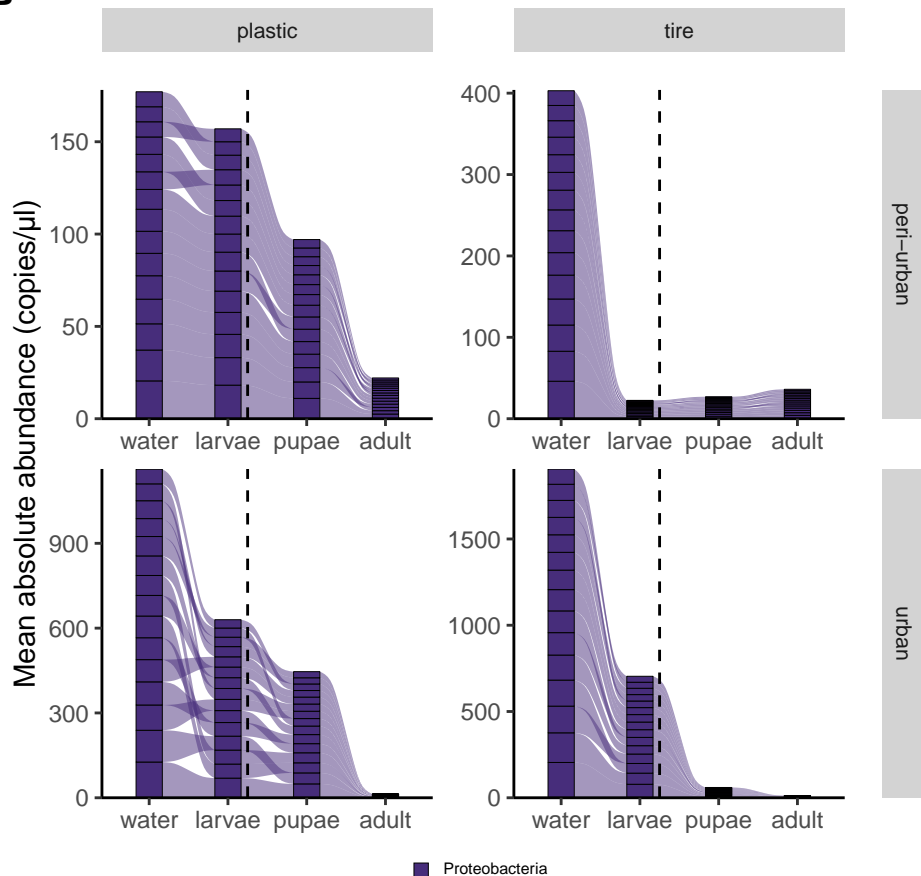 plastic
tire
Mean absolute abundance (copies/µl)
150
100
50
0
water larvae pupae adult
400
300
200
100
0
water larvae pupae adult
peri−urban
900
600
300
0
water larvae pupae adult
1500
1000
500
0
water larvae pupae adult
urban
Proteobacteria